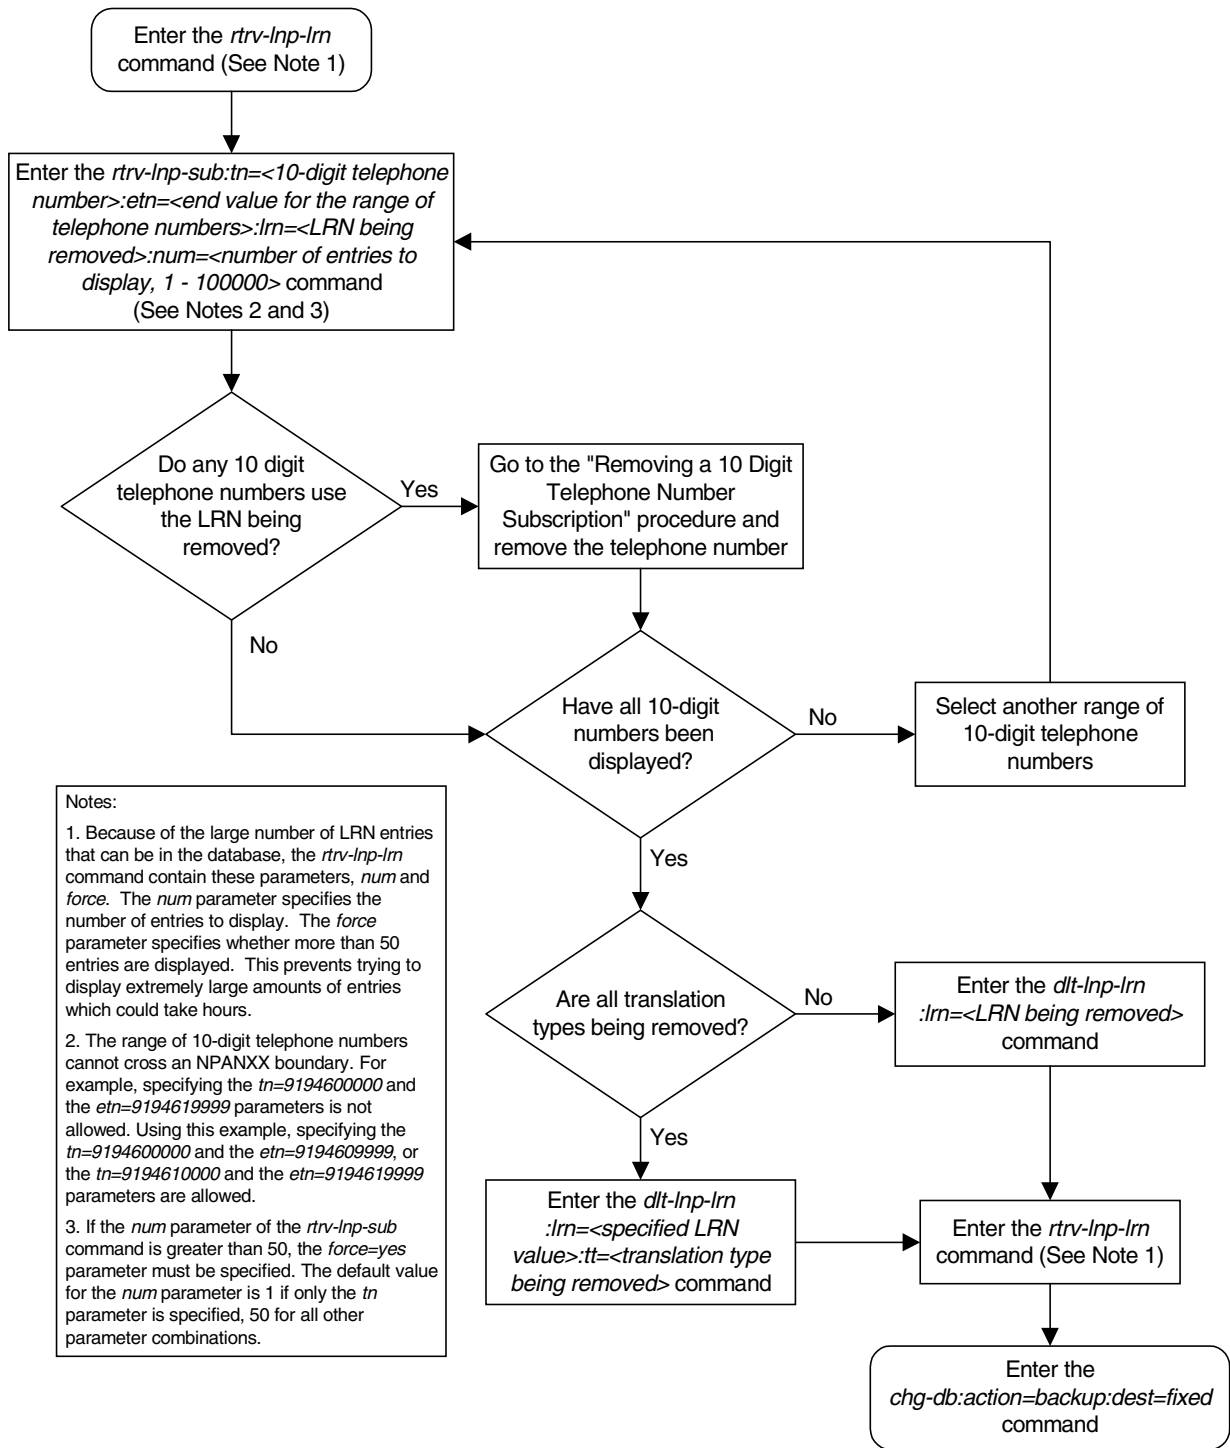 Enter the rtrv-lnp-lrn
command (See Note 1)
Enter the rtrv-lnp-sub:tn=<10-digit telephone
number>:etn=<end value for the range of
telephone numbers>:lrn=<LRN being
removed>:num=<number of entries to
display, 1 - 100000> command
(See Notes 2 and 3)
Do any 10 digit
telephone numbers use
the LRN being
removed?
Yes
Go to the "Removing a 10 Digit
Telephone Number
Subscription" procedure and
remove the telephone number
No
Have all 10-digit
numbers been
displayed?
No
Select another range of
10-digit telephone
numbers
Yes
Are all translation
types being removed?
No
Enter the dlt-lnp-lrn
:lrn=<LRN being removed>
command
Yes
Enter the dlt-lnp-lrn
:lrn=<specified LRN
value>:tt=<translation type
being removed> command
Enter the rtrv-lnp-lrn
command (See Note 1)
Enter the
chg-db:action=backup:dest=fixed
command
Notes:
1. Because of the large number of LRN entries
that can be in the database, the rtrv-lnp-lrn
command contain these parameters, num and
force. The num parameter specifies the
number of entries to display. The force
parameter specifies whether more than 50
entries are displayed. This prevents trying to
display extremely large amounts of entries
which could take hours.
2. The range of 10-digit telephone numbers
cannot cross an NPANXX boundary. For
example, specifying the tn=9194600000 and
the etn=9194619999 parameters is not
allowed. Using this example, specifying the
tn=9194600000 and the etn=9194609999, or
the tn=9194610000 and the etn=9194619999
parameters are allowed.
3. If the num parameter of the rtrv-lnp-sub
command is greater than 50, the force=yes
parameter must be specified. The default value
for the num parameter is 1 if only the tn
parameter is specified, 50 for all other
parameter combinations.